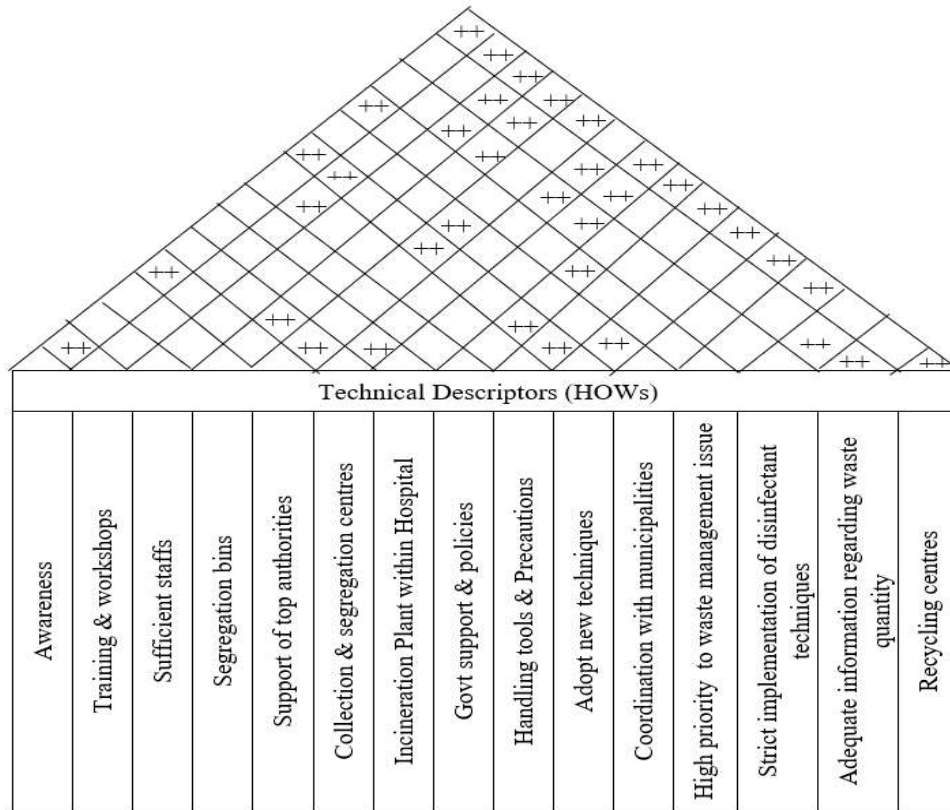 ++
++
++
++ ++ ++
++ ++ ++
++ ++ ++ ++
++ ++
++ ++ ++ ++
++ ++ ++
++ ++
++ ++ ++
++ ++
++ ++ ++ ++ ++ ++
++ ++
Technical Descriptors (HOWs)
Awareness
Training & workshops
Sufficient staffs
Segregation bins
Support of top authorities
Collection & segregation centres
Incineration Plant within Hospital
Govt support & policies
Handling tools & Precautions
Adopt new techniques
Coordination with municipalities
High priority to waste management issue
Strict implementation of disinfectant
techniques
Adequate information regarding waste
quantity
Recycling centres